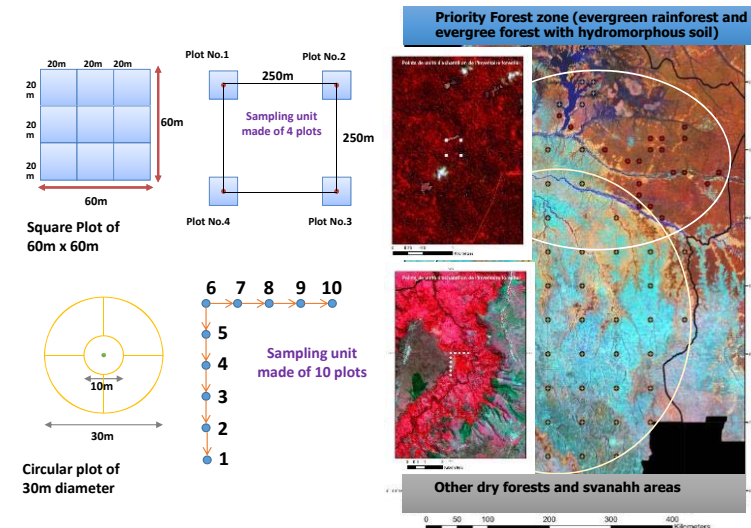 Priority Forest zone (evergreen rainforest and
evergree forest with hydromorphous soil)
20m 20m 20m
20
m
20
m
20
m
60m
60m
Square Plot of
60m x 60m
Plot No.1
Plot No.2
250m
Sampling unit
made of 4 plots
250m
Plot No.4
Plot No.3
10m
30m
Circular plot of
30m diameter
6 7 8 9 10
5
4
3
2
1
Sampling unit
made of 10 plots
Other dry forests and svanahh areas
0 50 100 200 300 400
Kilometers